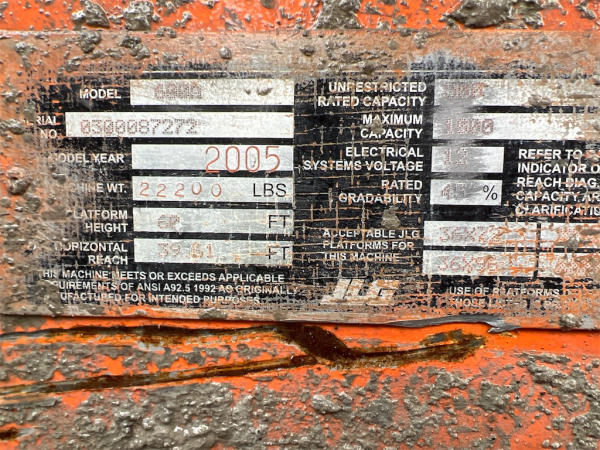 MODEL
SERIAL NO. 0300087272
MODEL YEAR 2005
MACHINE WT. 22200 LBS
PLATFORM HEIGHT FT
HORIZONTAL REACH FT
THIS MACHINE MEETS OR EXCEEDS APPLICABLE
REQUIREMENTS OF ANSI A92.5 1992 AS ORIGINALLY
MANUFACTURED FOR INTENDED PURPOSES
UNRESTRICTED
RATED CAPACITY
MAXIMUM
CAPACITY 1000
ELECTRICAL
SYSTEMS VOLTAGE 12
RATED
GRADABILITY %
ACCEPTABLE JLG
PLATFORMS FOR
THIS MACHINE
JLG
REFER TO
INDICATOR O
REACH DIAG
CAPACITY AR
CLARIFICATI
USE OF PLATFORMS